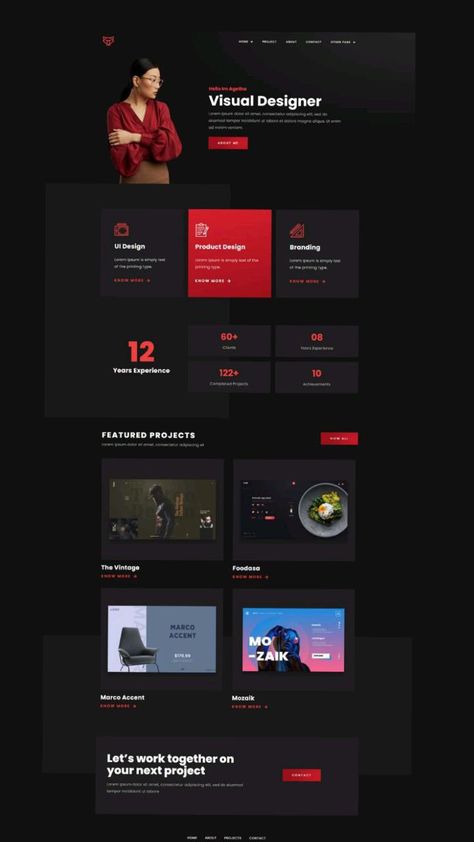 HOME PROJECT ABOUT CONTACT OTHER PAGE
Hello Im Agatha
Visual Designer
Lorem ipsum dolor sit amet, consectetur adipiscing elit, sed do
eiusmod tempor incididunt ut labore et dolore magna aliqua. Ut enim
ad minim veniam.
ABOUT ME
UI Design
Lorem ipsum is simply text
of the printing type.
KNOW MORE →
Product Design
Lorem ipsum is simply text of
the printing type.
KNOW MORE →
Branding
Lorem ipsum is simply text
of the printing type.
KNOW MORE →
12
Years Experience
60+
Clients
08
Years Experience
122+
Completed Projects
10
Achievements
FEATURED PROJECTS
Lorem ipsum dolor sit amet, consectetur adipiscing elit
VIEW ALL
The Vintage
KNOW MORE →
Foodasa
KNOW MORE →
MARCO
ACCENT
$179.99
Marco Accent
KNOW MORE →
MO
–ZAIK
Mozaik
KNOW MORE →
Let’s work together on
your next project
Lorem ipsum dolor sit amet, consectetur adipiscing elit, sed do eiusmod
tempor incididunt ut labore
CONTACT
HOME ABOUT PROJECTS CONTACT